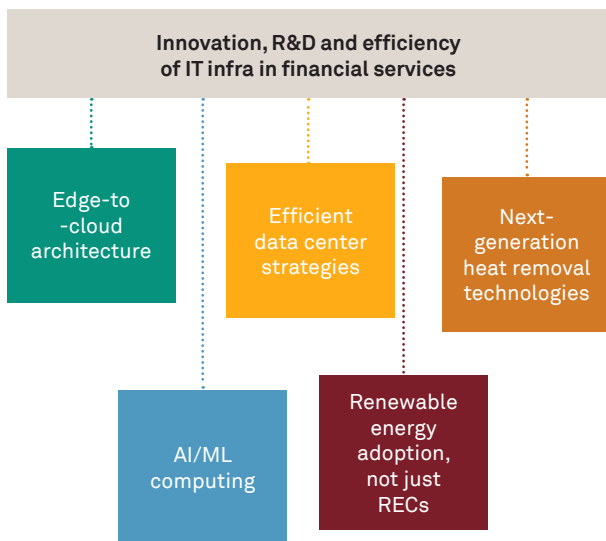 Innovation, R&D and efficiency
of IT infra in financial services
Edge-to
-cloud
architecture
Efficient
data center
strategies
Next-
generation
heat removal
technologies
AI/ML
computing
Renewable
energy
adoption,
not just
RECs